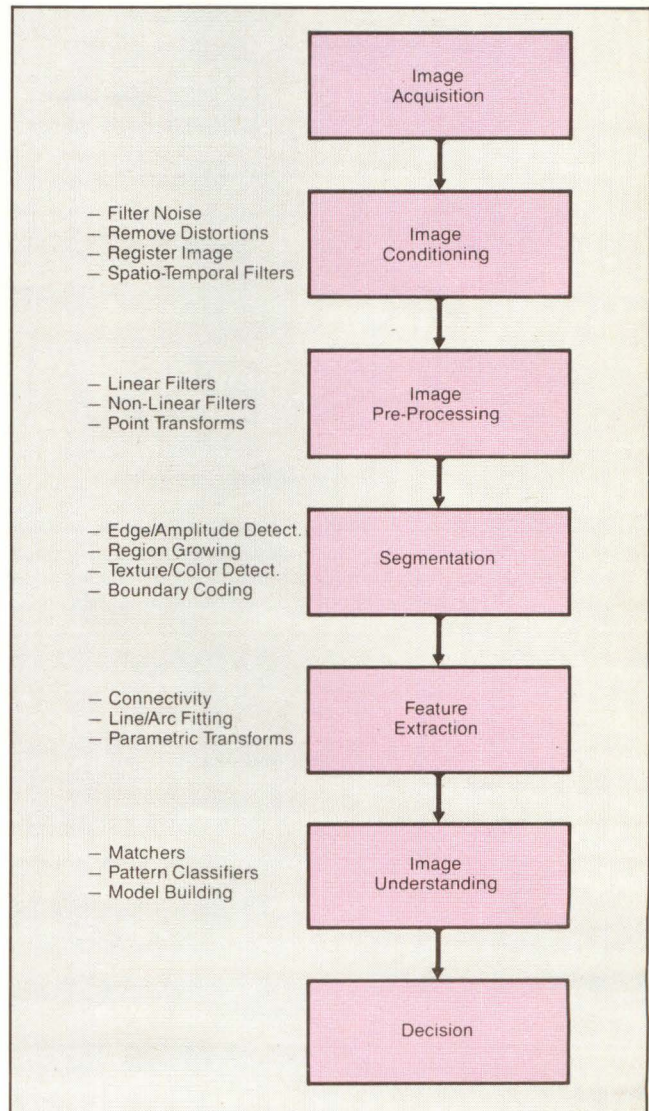 Image
Acquisition
— Filter Noise
— Remove Distortions
— Register Image
— Spatio-Temporal Filters
Image
Conditioning
— Linear Filters
— Non-Linear Filters
— Point Transforms
Image
Pre-Processing
— Edge/Amplitude Detect.
— Region Growing
— Texture/Color Detect.
— Boundary Coding
Segmentation
— Connectivity
— Line/Arc Fitting
— Parametric Transforms
Feature
Extraction
— Matchers
— Pattern Classifiers
— Model Building
Image
Understanding
Decision